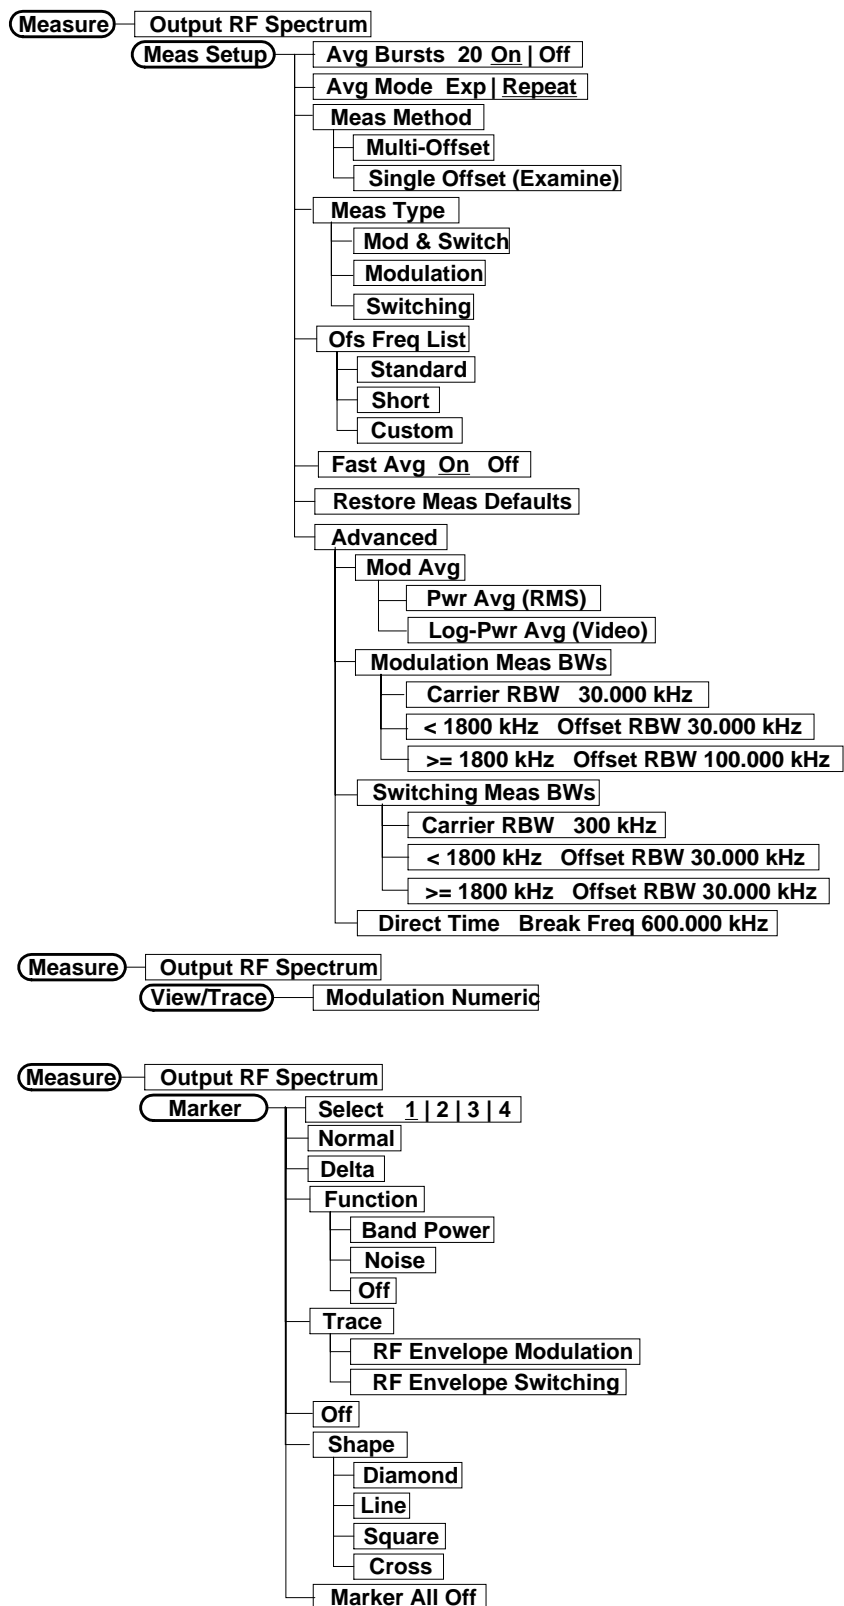 Measure Output RF Spectrum
Meas Setup Avg Bursts 20 On | Off
Avg Mode Exp | Repeat
Meas Method
Multi-Offset
Single Offset (Examine)
Meas Type
Mod & Switch
Modulation
Switching
Ofs Freq List
Standard
Short
Custom
Fast Avg On Off
Restore Meas Defaults
Advanced
Mod Avg
Pwr Avg (RMS)
Log-Pwr Avg (Video)
Modulation Meas BWs
Carrier RBW 30.000 kHz
< 1800 kHz Offset RBW 30.000 kHz
>= 1800 kHz Offset RBW 100.000 kHz
Switching Meas BWs
Carrier RBW 300 kHz
< 1800 kHz Offset RBW 30.000 kHz
>= 1800 kHz Offset RBW 30.000 kHz
Direct Time Break Freq 600.000 kHz
Measure Output RF Spectrum
View/Trace Modulation Numeric
Measure Output RF Spectrum
Marker Select 1 | 2 | 3 | 4
Normal
Delta
Function
Band Power
Noise
Off
Trace
RF Envelope Modulation
RF Envelope Switching
Off
Shape
Diamond
Line
Square
Cross
Marker All Off